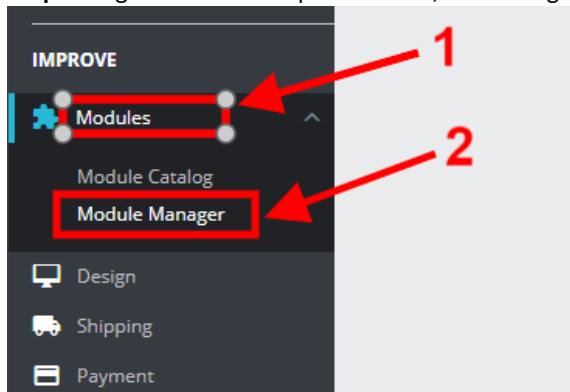 IMPROVE
1
Modules
2
Module Catalog
Module Manager
Design
Shipping
Payment